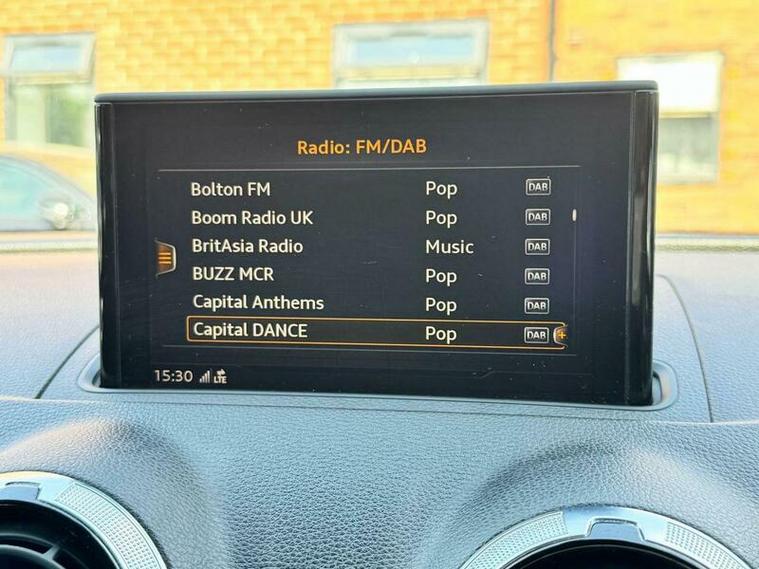 Radio: FM/DAB
Bolton FM Pop DAB
Boom Radio UK Pop DAB
BritAsia Radio Music DAB
BUZZ MCR Pop DAB
Capital Anthems Pop DAB
Capital DANCE Pop DAB +
15:30 LTE